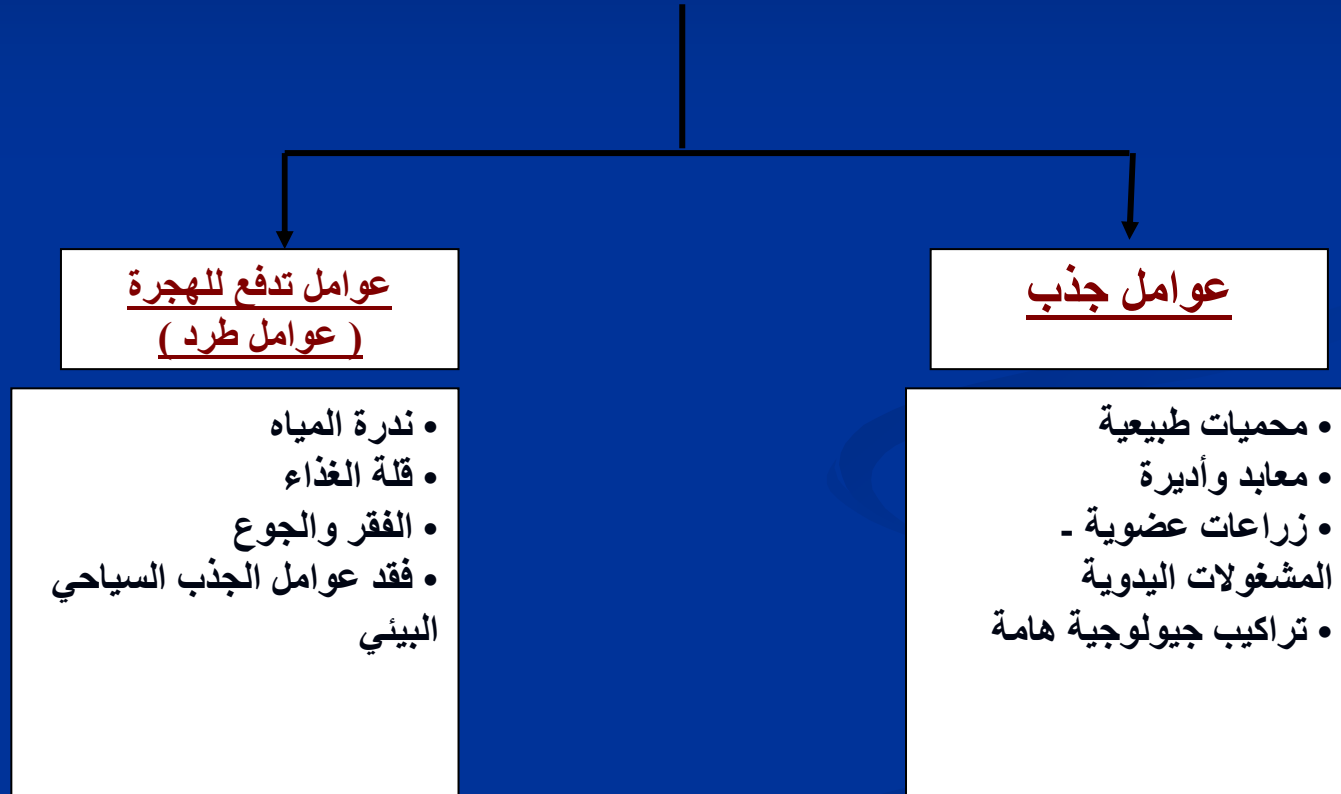 عوامل جذب
• محميات طبيعية
• معابد وأديرة
• زراعات عضوية -
المشغولات اليدوية
• تراكيب جيولوجية هامة
عوامل تدفع للهجرة
( عوامل طرد )
• ندرة المياه
• قلة الغذاء
• الفقر والجوع
• فقد عوامل الجذب السياحي
البيئي